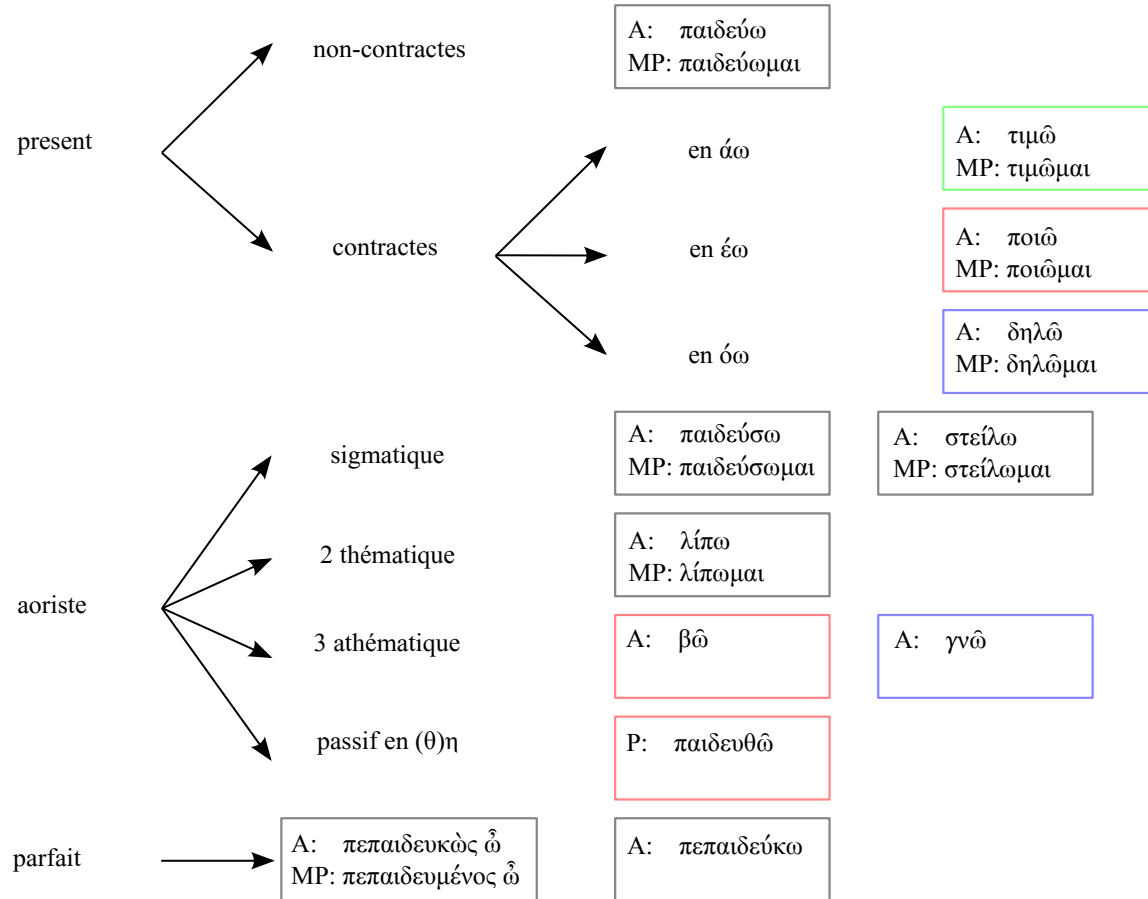 non-contractes
A: παιδεύω
MP: παιδεύωμαι
present
en άω
A: τιμῶ
MP: τιμῶμαι
contractes
en έω
A: ποιῶ
MP: ποιῶμαι
en όω
A: δηλῶ
MP: δηλῶμαι
sigmatique
A: παιδεύσω
MP: παιδεύσωμαι
A: στείλω
MP: στείλωμαι
2 thématique
A: λίπω
MP: λίπωμαι
aoriste
3 athématique
A: βῶ
A: γνῶ
passif en (θ)η
P: παιδευθῶ
parfait
A: πεπαιδευκὼς ὦ
MP: πεπαιδευμένος ὦ
A: πεπαιδεύκω